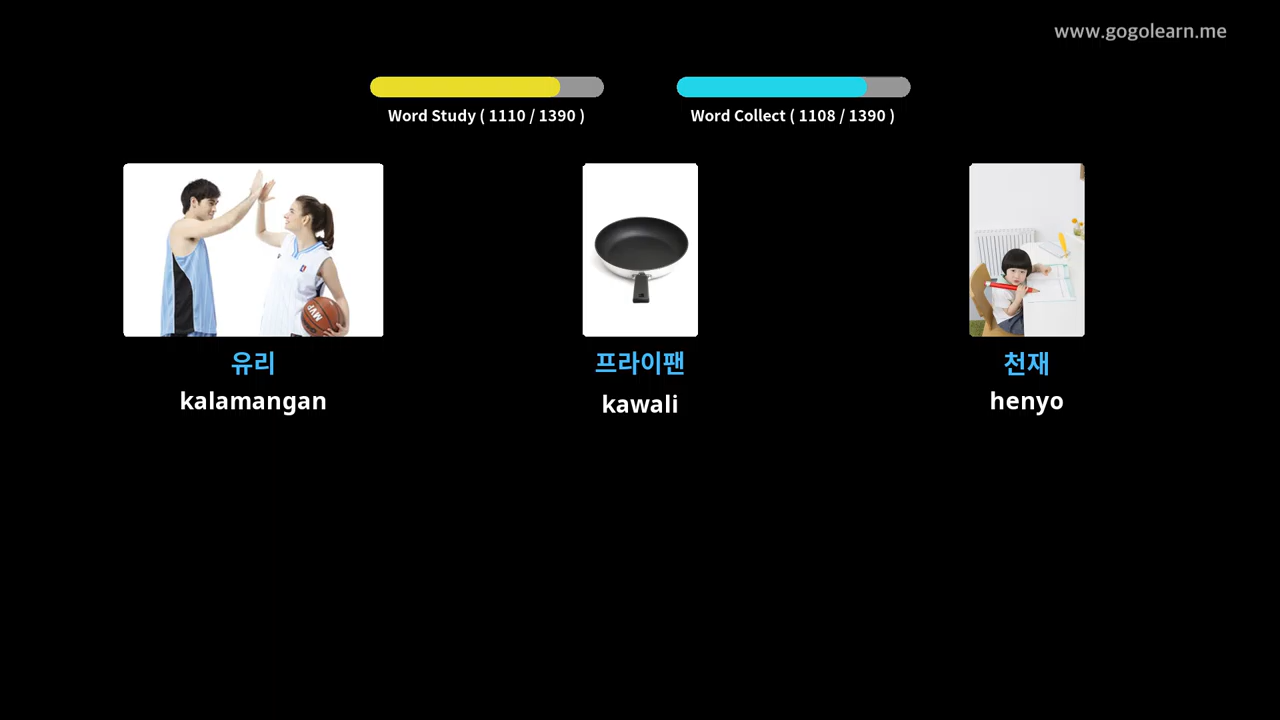 www.gogolearn.me
Word Study ( 1110 / 1390 )
Word Collect ( 1108 / 1390 )
MVP
유리
프라이팬
천재
kalamangan
kawali
henyo